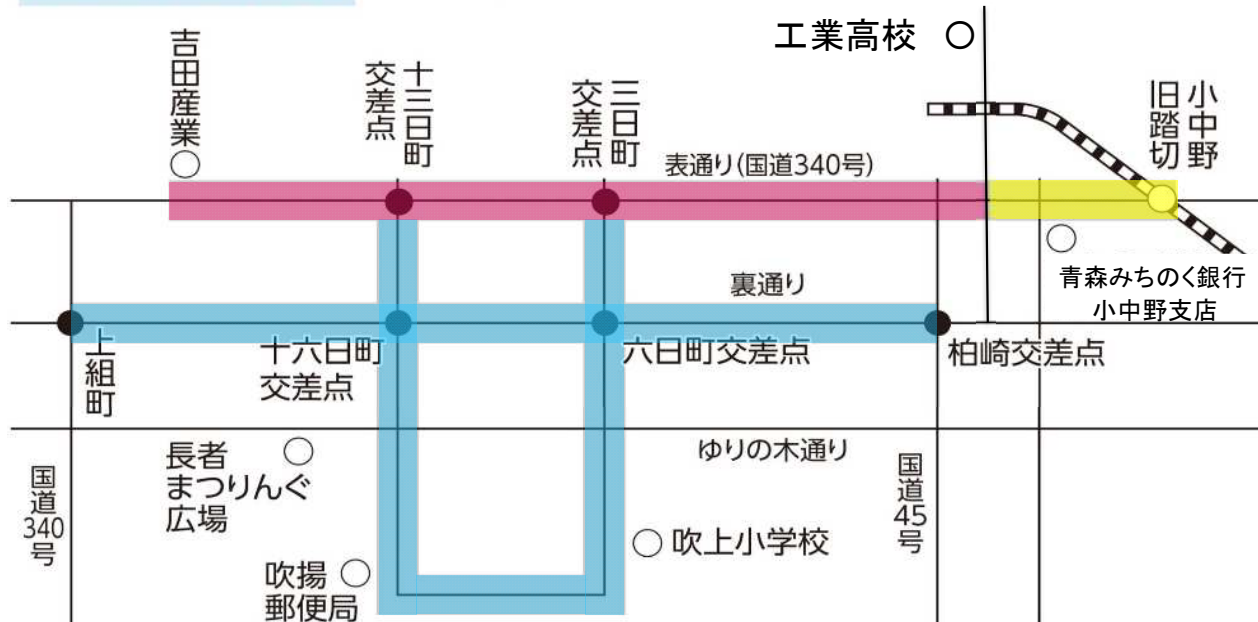 工業高校
吉田産業
十三日町
交差点
三日町
交差点
小中野
旧踏切
表通り(国道340号)
青森みちのく銀行
小中野支店
裏通り
上組町
十六日町
交差点
六日町交差点
柏崎交差点
ゆりの木通り
長者
まつりんぐ
広場
国道
340
号
国道
45
号
吹上小学校
吹揚
郵便局